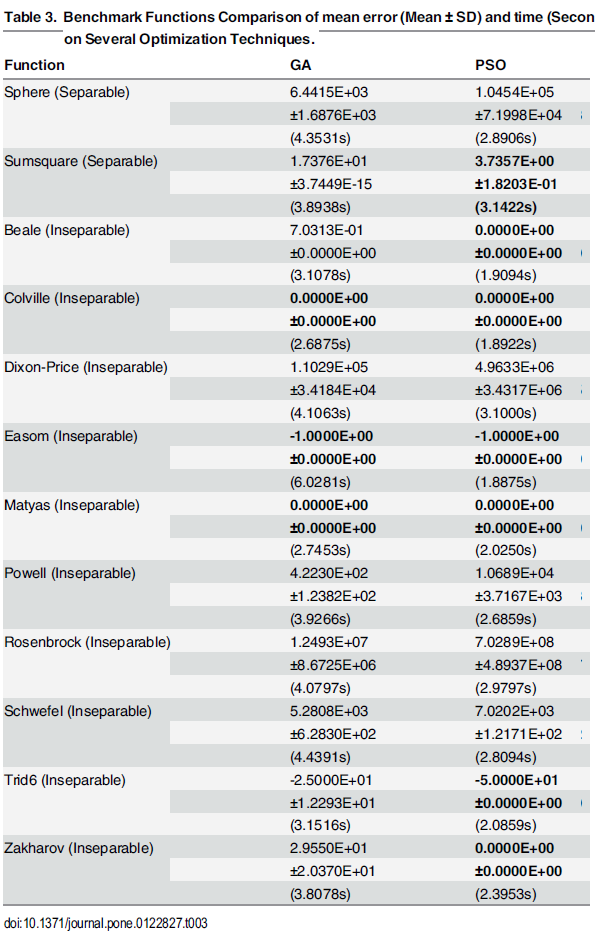 Table 3. Benchmark Functions Comparison of mean error (Mean ± SD) and time (Secon
on Several Optimization Techniques.
Function GA PSO
Sphere (Separable) 6.4415E+03 1.0454E+05
±1.6876E+03 ±7.1998E+04
(4.3531s) (2.8906s)
Sumsquare (Separable) 1.7376E+01 3.7357E+00
±3.7449E-15 ±1.8203E-01
(3.8938s) (3.1422s)
Beale (Inseparable) 7.0313E-01 0.0000E+00
±0.0000E+00 ±0.0000E+00
(3.1078s) (1.9094s)
Colville (Inseparable) 0.0000E+00 0.0000E+00
±0.0000E+00 ±0.0000E+00
(2.6875s) (1.8922s)
Dixon-Price (Inseparable) 1.1029E+05 4.9633E+06
±3.4184E+04 ±3.4317E+06
(4.1063s) (3.1000s)
Easom (Inseparable) -1.0000E+00 -1.0000E+00
±0.0000E+00 ±0.0000E+00
(6.0281s) (1.8875s)
Matyas (Inseparable) 0.0000E+00 0.0000E+00
±0.0000E+00 ±0.0000E+00
(2.7453s) (2.0250s)
Powell (Inseparable) 4.2230E+02 1.0689E+04
±1.2382E+02 ±3.7167E+03
(3.9266s) (2.6859s)
Rosenbrock (Inseparable) 1.2493E+07 7.0289E+08
±8.6725E+06 ±4.8937E+08
(4.0797s) (2.9797s)
Schwefel (Inseparable) 5.2808E+03 7.0202E+03
±6.2830E+02 ±1.2171E+02
(4.4391s) (2.8094s)
Trid6 (Inseparable) -2.5000E+01 -5.0000E+01
±1.2293E+01 ±0.0000E+00
(3.1516s) (2.0859s)
Zakharov (Inseparable) 2.9550E+01 0.0000E+00
±2.0370E+01 ±0.0000E+00
(3.8078s) (2.3953s)
doi:10.1371/journal.pone.0122827.t003